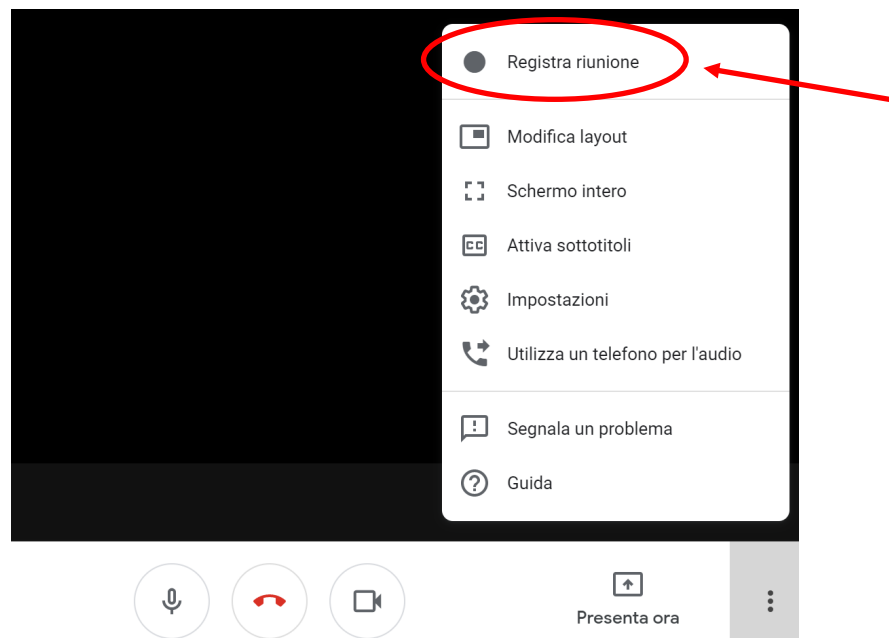 Registra riunione
Modifica layout
Schermo intero
CC Attiva sottotitoli
Impostazioni
Utilizza un telefono per l'audio
Segnala un problema
Guida
Presenta ora